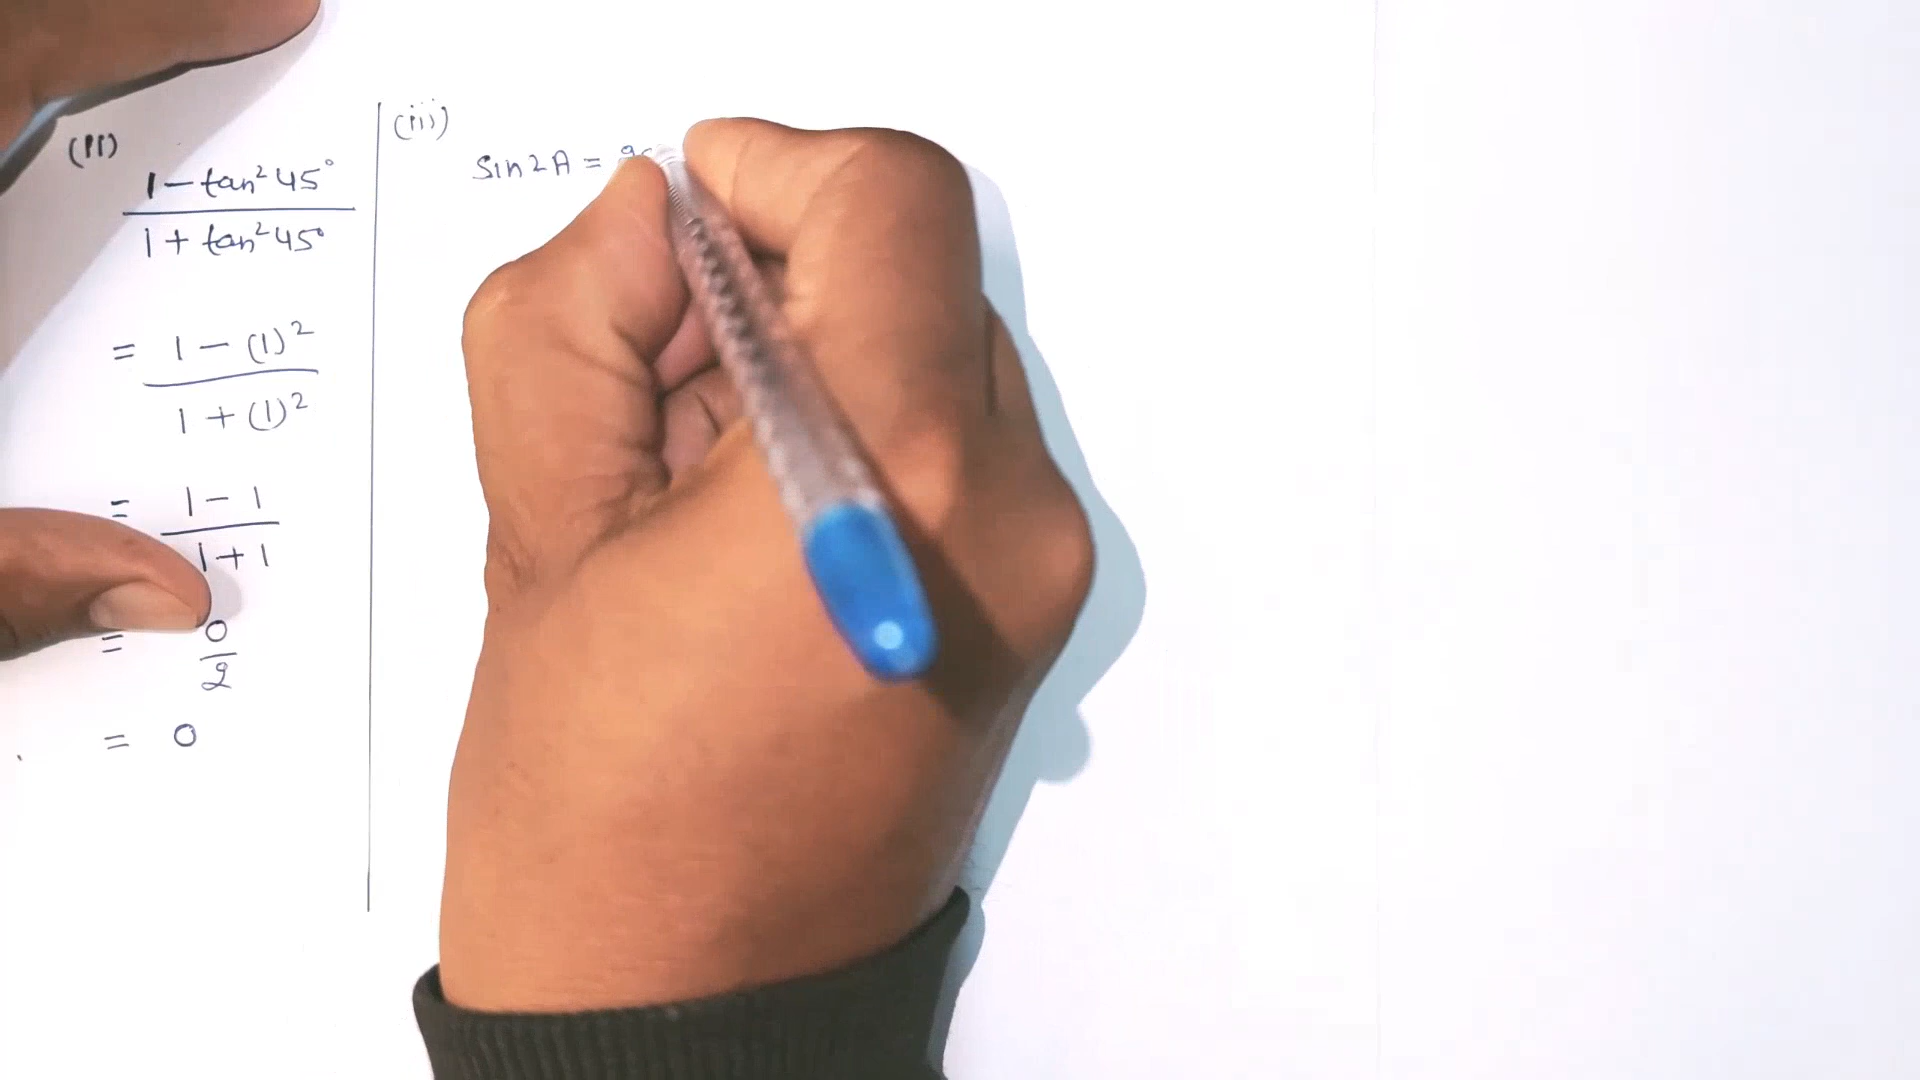 (ii)
1 - tan² 45°
1 + tan² 45°
= 1 - (1)²
1 + (1)²
= 1 - 1
1 + 1
= 0
2
= 0
(iii)
Sin 2A =